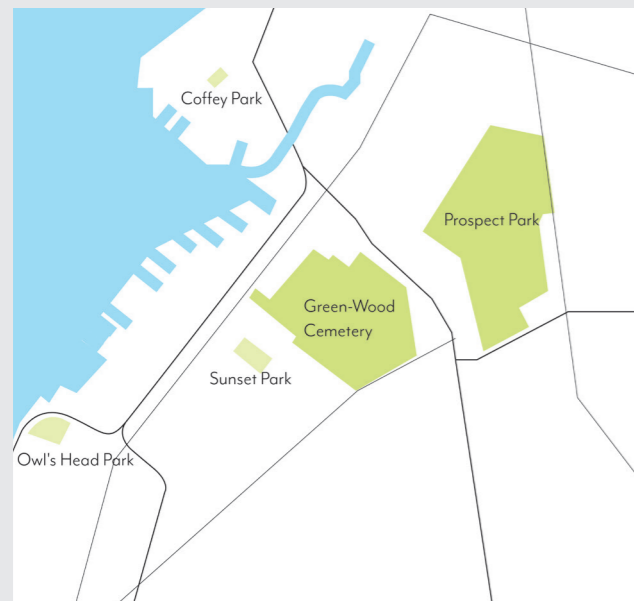 Coffey Park
Prospect Park
Green-Wood
Cemetery
Sunset Park
Owl's Head Park